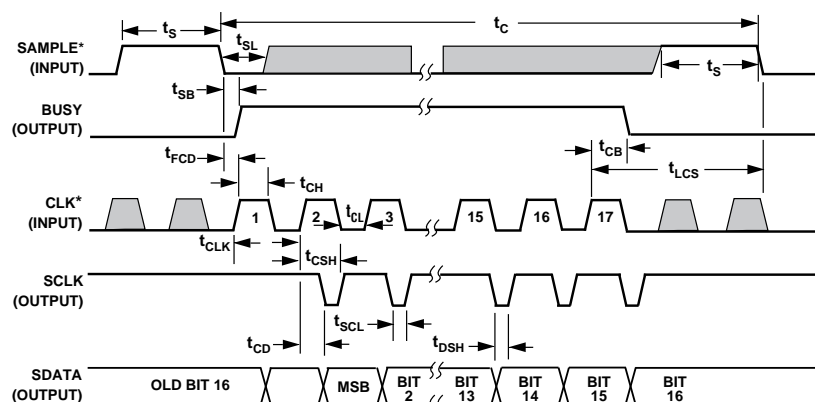 tS
tC
SAMPLE*
(INPUT)
tSL
tS
tSB
BUSY
(OUTPUT)
tFCD
tCB
tLCS
tCH
CLK*
(INPUT)
1
2
tCL
3
15
16
17
tCLK
tCSH
SCLK
(OUTPUT)
tSCL
tCD
tDSH
SDATA
(OUTPUT)
OLD BIT 16
MSB
BIT
2
BIT
13
BIT
14
BIT
15
BIT
16